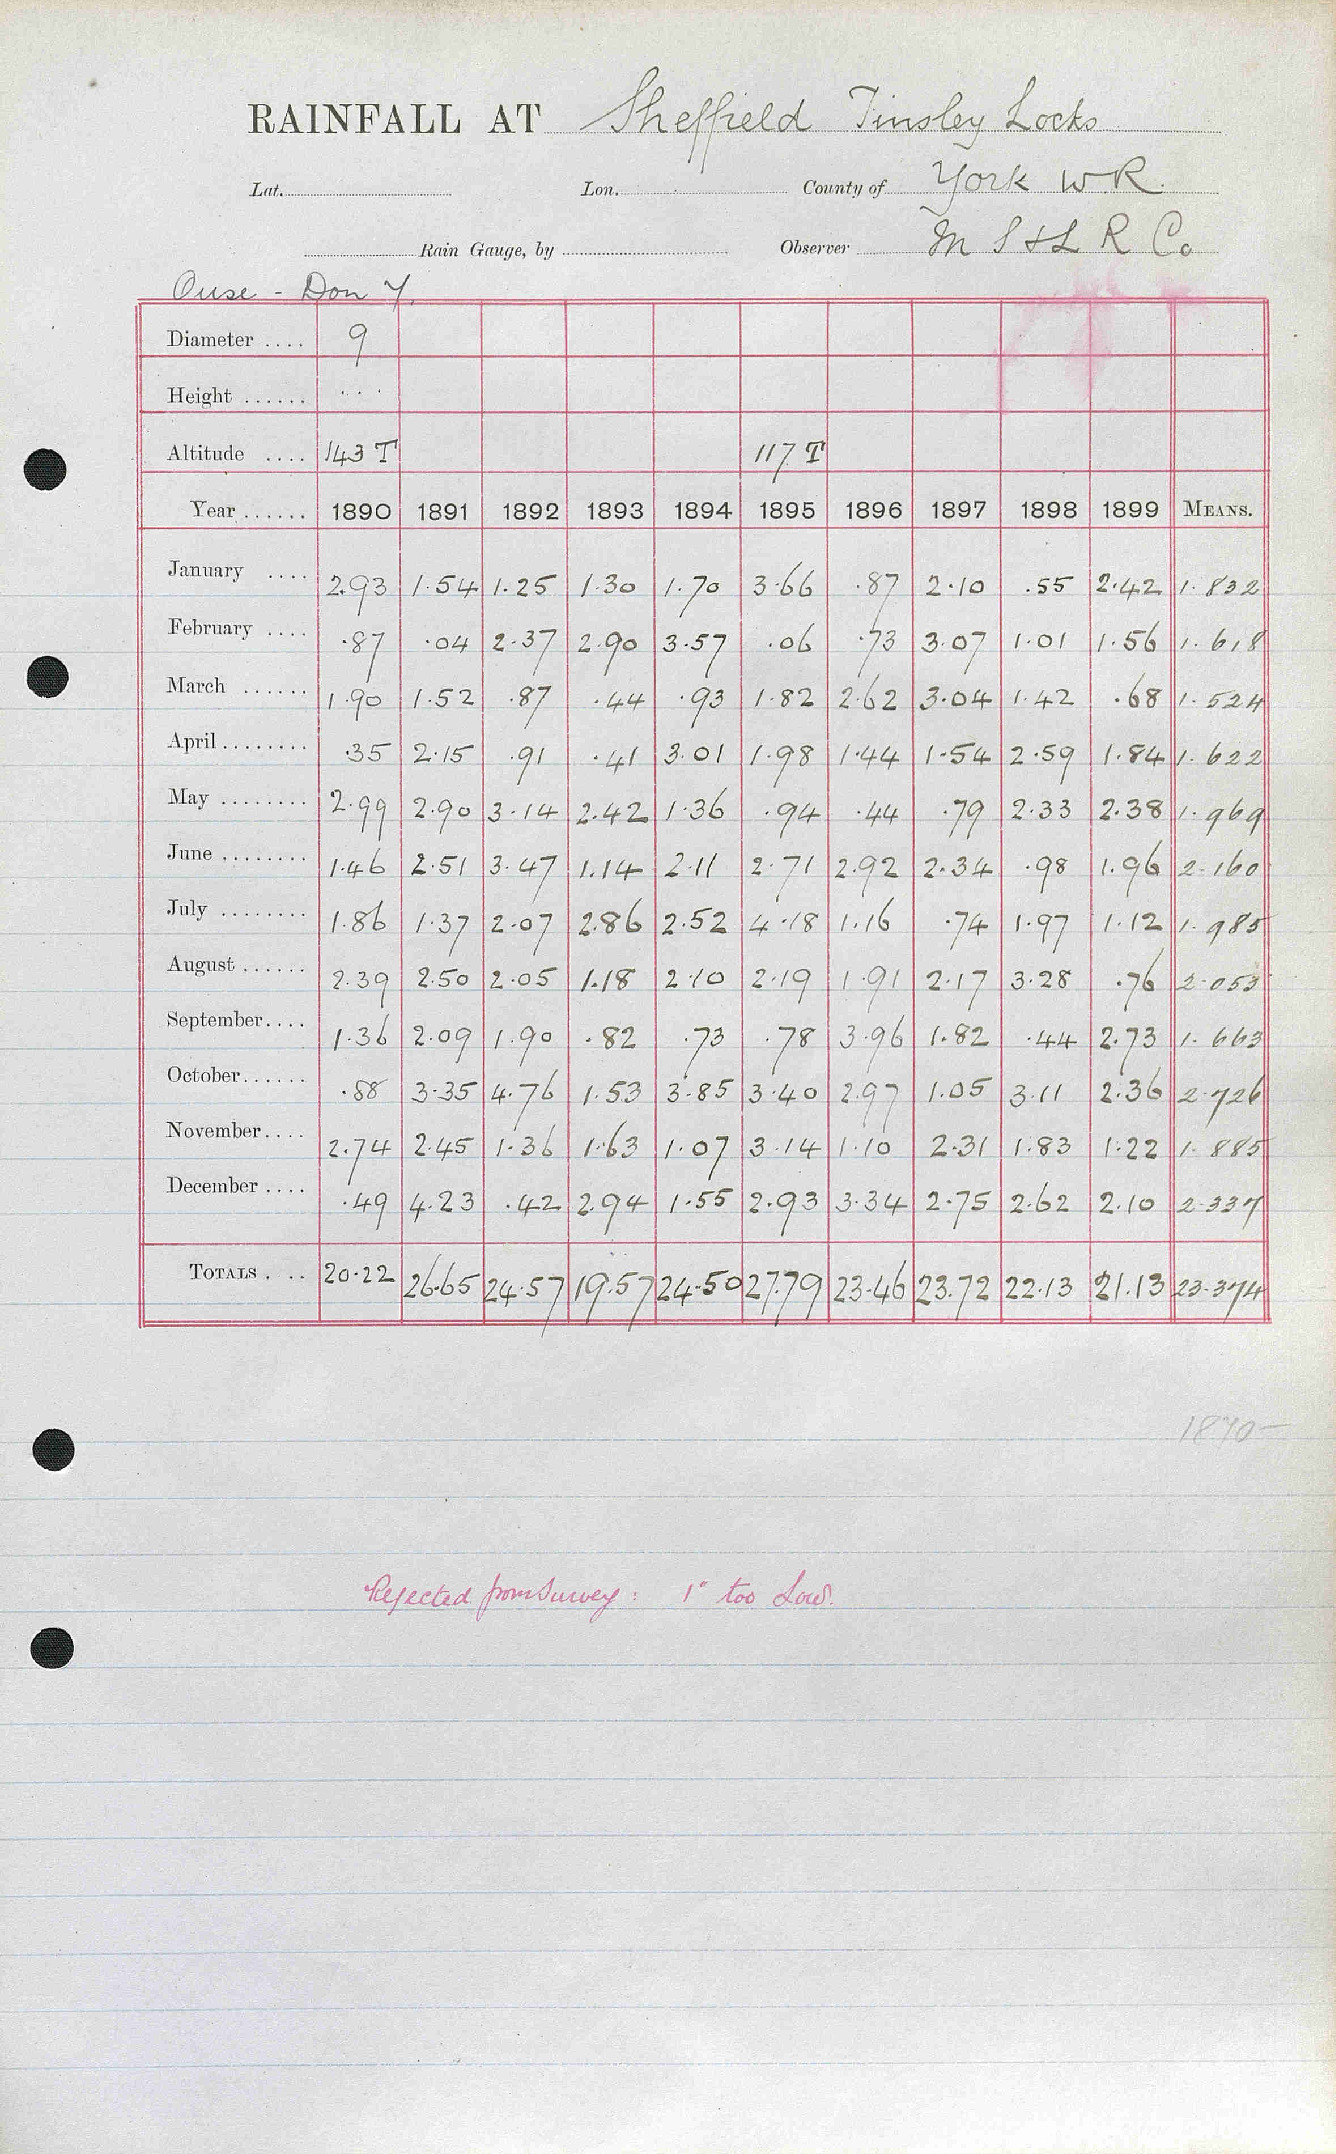 RAINFALL AT Sheffield Tinsley Locks
Lat. Lon. County of York W R.
Rain Gauge, by Observer M S & L R Co
Ouse - Don Y.
Diameter .... 9
Height ...... . . .
Altitude .... 143 T 117 T
Year ...... 1890 1891 1892 1893 1894 1895 1896 1897 1898 1899 MEANS.
January .... 2.93 1.54 1.25 1.30 1.70 3.66 .87 2.10 .55 2.42 1.832
February .... .87 .04 2.37 2.90 3.57 .06 .73 3.07 1.01 1.56 1.618
March ...... 1.90 1.52 .87 .44 .93 1.82 2.62 3.04 1.42 .68 1.524
April ........ .35 2.15 .91 .41 3.01 1.98 1.44 1.54 2.59 1.84 1.622
May ........ 2.99 2.90 3.14 2.42 1.36 .94 .44 .79 2.33 2.38 1.969
June ........ 1.46 2.51 3.47 1.14 2.11 2.71 2.92 2.34 .98 1.96 2.160
July ........ 1.86 1.37 2.07 2.86 2.52 4.18 1.16 .74 1.97 1.12 1.985
August ...... 2.39 2.50 2.05 1.18 2.10 2.19 1.91 2.17 3.28 .76 2.053
September.... 1.36 2.09 1.90 .82 .73 .78 3.96 1.82 .44 2.73 1.663
October...... .88 3.35 4.76 1.53 3.85 3.40 2.97 1.05 3.11 2.36 2.726
November.... 2.74 2.45 1.36 1.63 1.07 3.14 1.10 2.31 1.83 1.22 1.885
December .... .49 4.23 .42 2.94 1.55 2.93 3.34 2.75 2.62 2.10 2.337
TOTALS . .. 20.22 26.65 24.57 19.57 24.50 27.79 23.46 23.72 22.13 21.13 23.374
1870-
Rejected from Survey: 1" too Low.